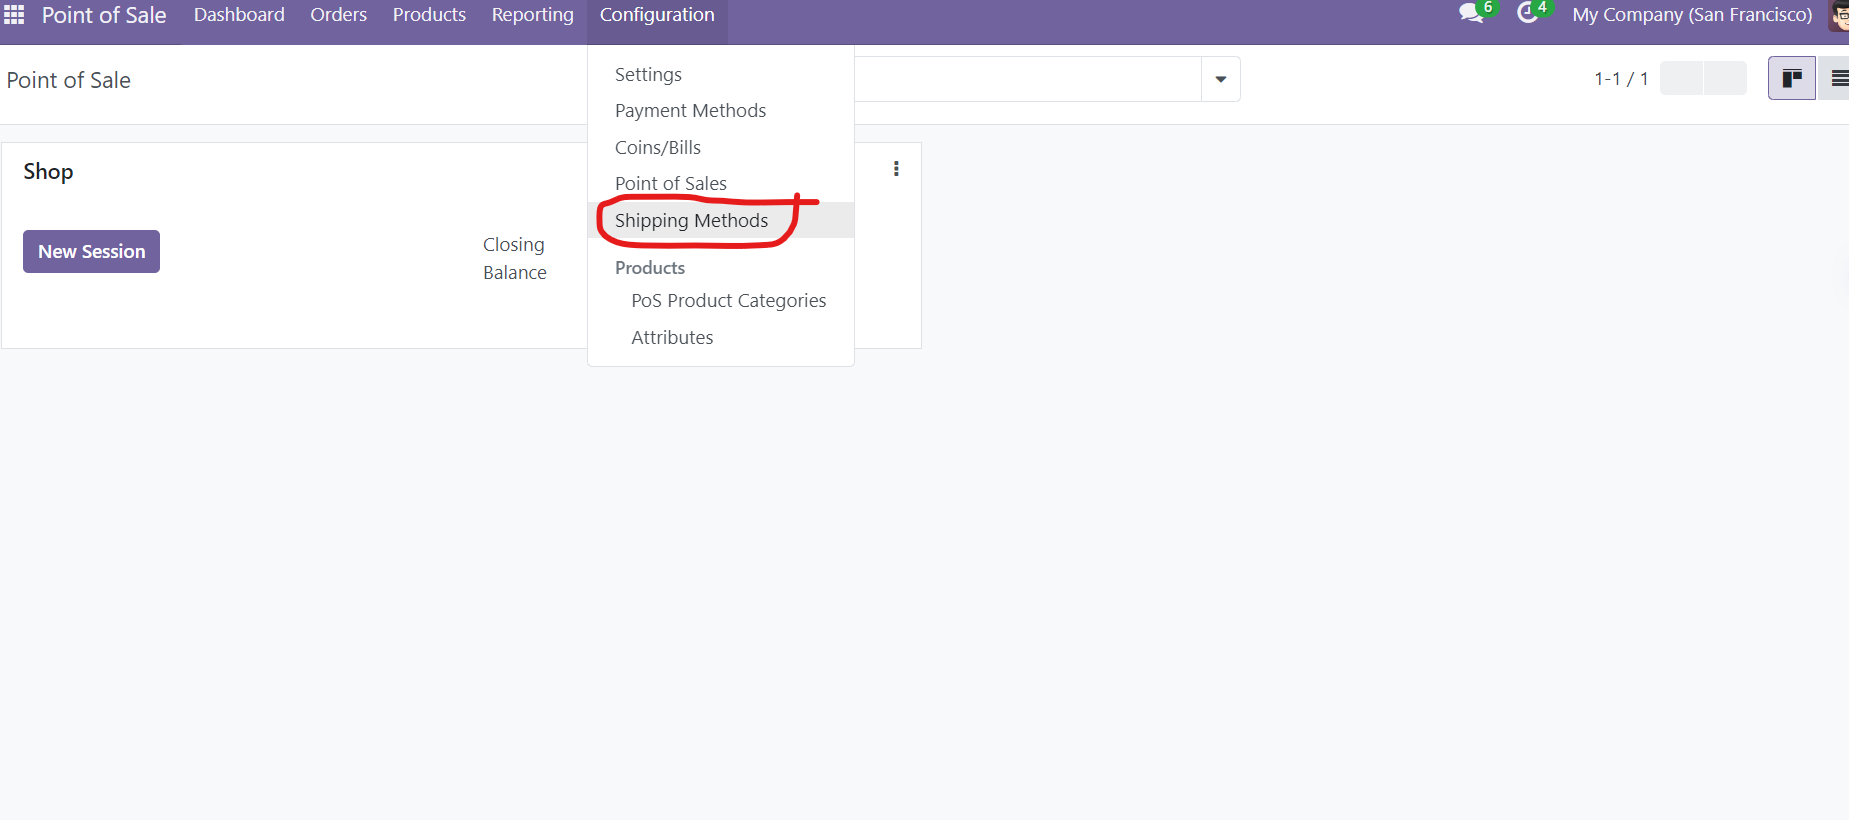 Point of Sale Dashboard Orders Products Reporting Configuration 6 4 My Company (San Francisco)
Point of Sale
1-1 / 1
Settings
Payment Methods
Coins/Bills
Point of Sales
Shipping Methods
Products
PoS Product Categories
Attributes
Shop
New Session
Closing
Balance